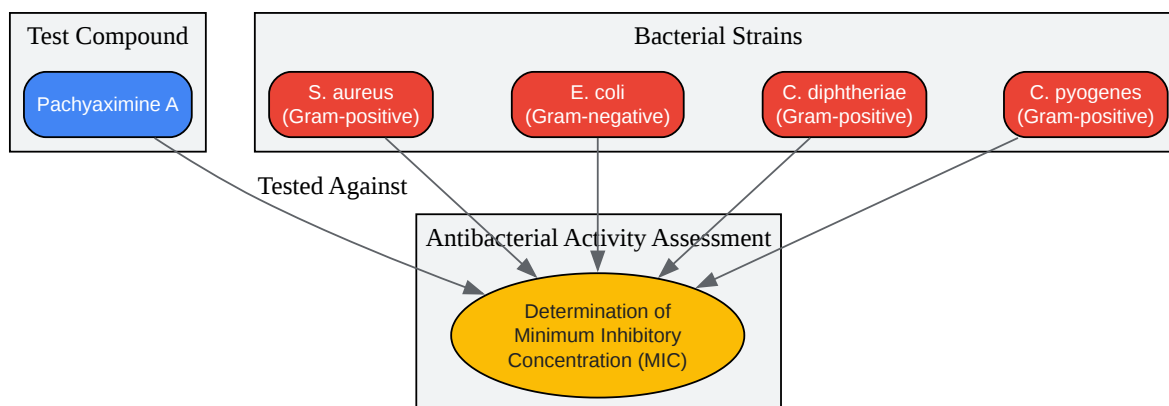 Test Compound
Bacterial Strains
Pachyaximine A
S. aureus
(Gram-positive)
E. coli
(Gram-negative)
C. diphtheriae
(Gram-positive)
C. pyogenes
(Gram-positive)
Tested Against
Antibacterial Activity Assessment
Determination of
Minimum Inhibitory
Concentration (MIC)